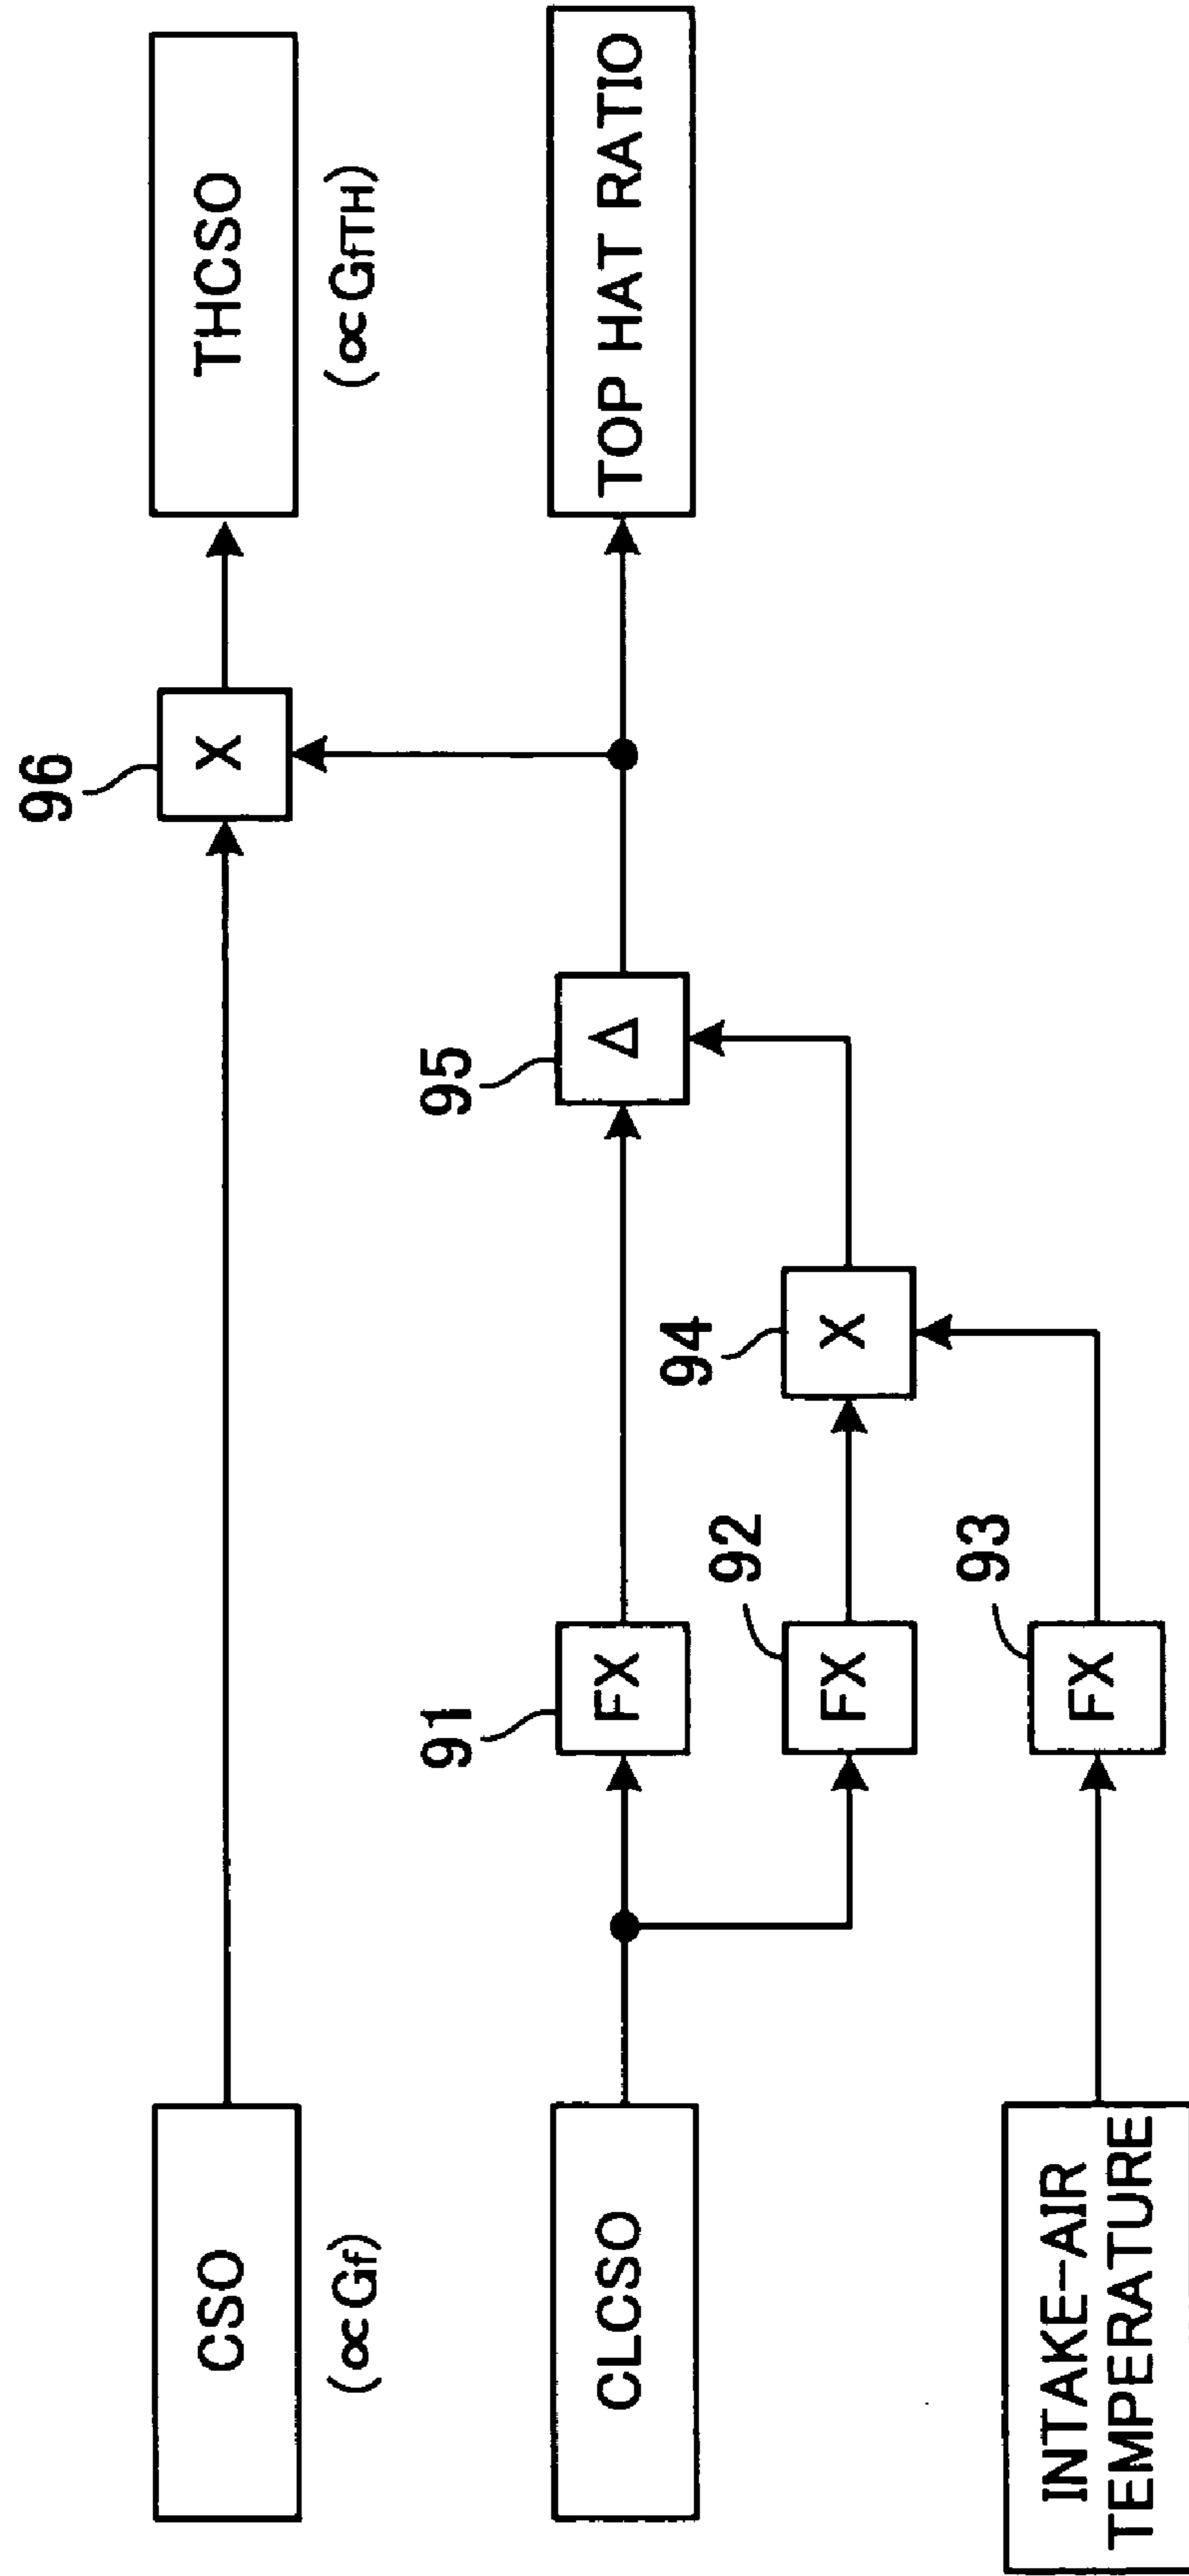 CSO
(∝Gf)
96
X
THCSO
(∝GfTH)
CLCSO
91
FX
95
Δ
TOP HAT RATIO
92
FX
94
X
INTAKE-AIR
TEMPERATURE
93
FX